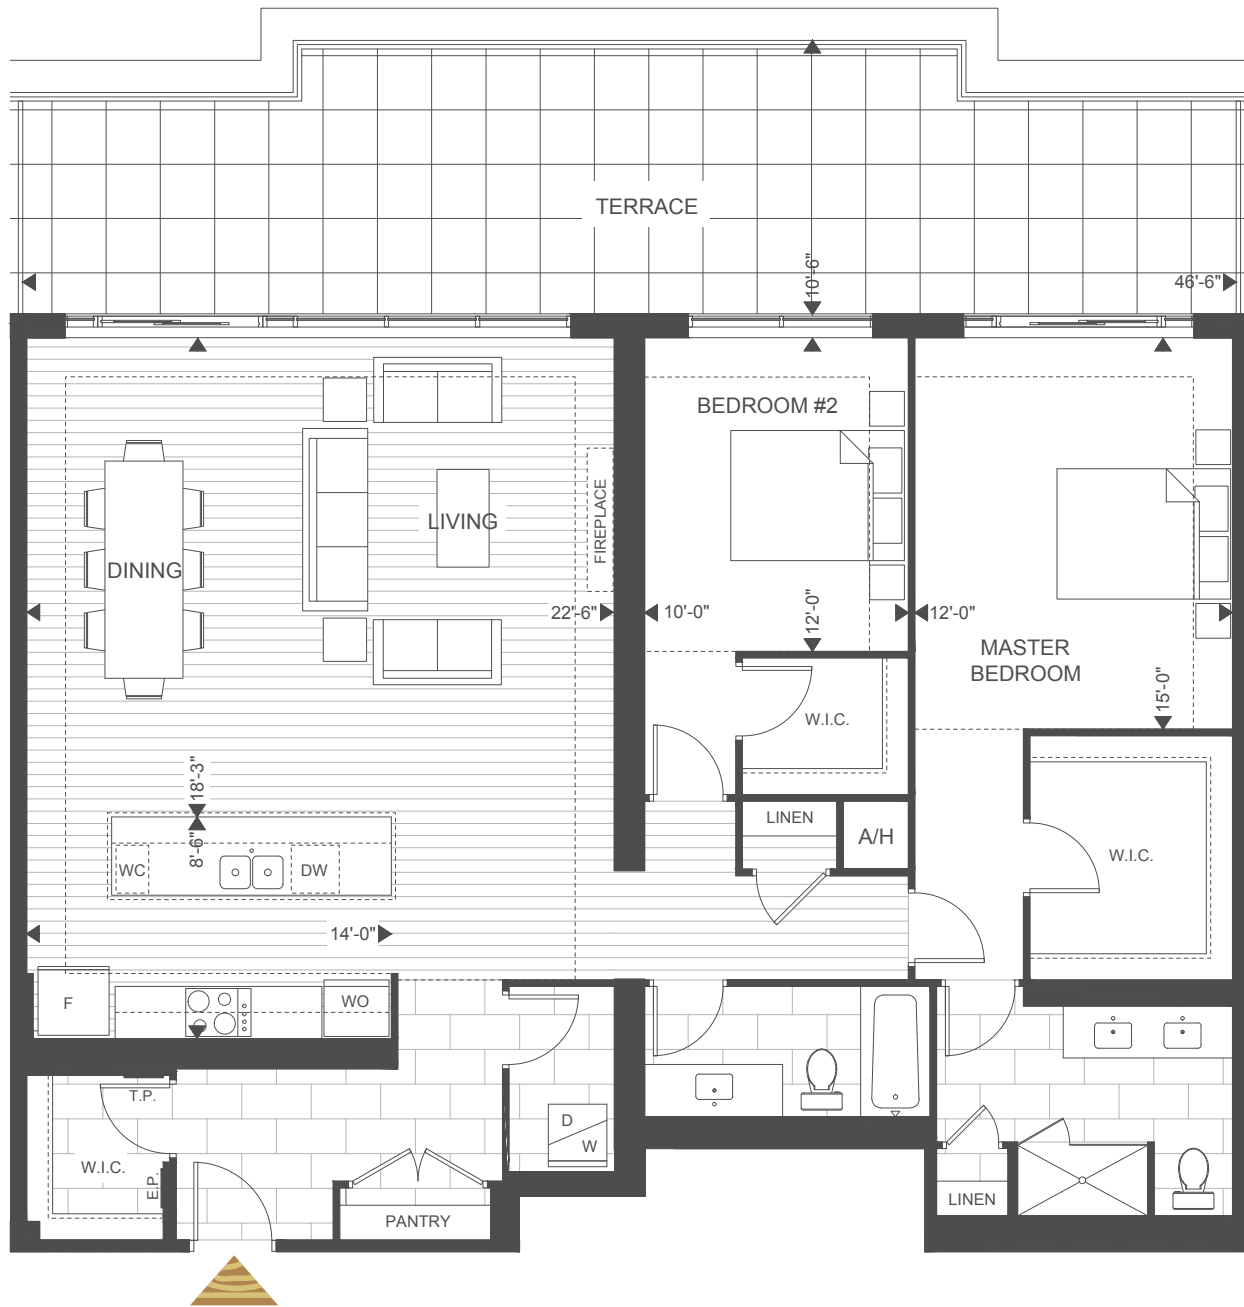 TERRACE
10'-6"
46'-6"
BEDROOM #2
LIVING
FIREPLACE
DINING
22'-6"
10'-0"
12'-0"
12'-0"
MASTER
BEDROOM
15'-0"
W.I.C.
18'-3"
LINEN
A/H
8'-6"
WC
DW
W.I.C.
14'-0"
F
WO
T.P.
D
W
W.I.C.
E.P.
LINEN
PANTRY